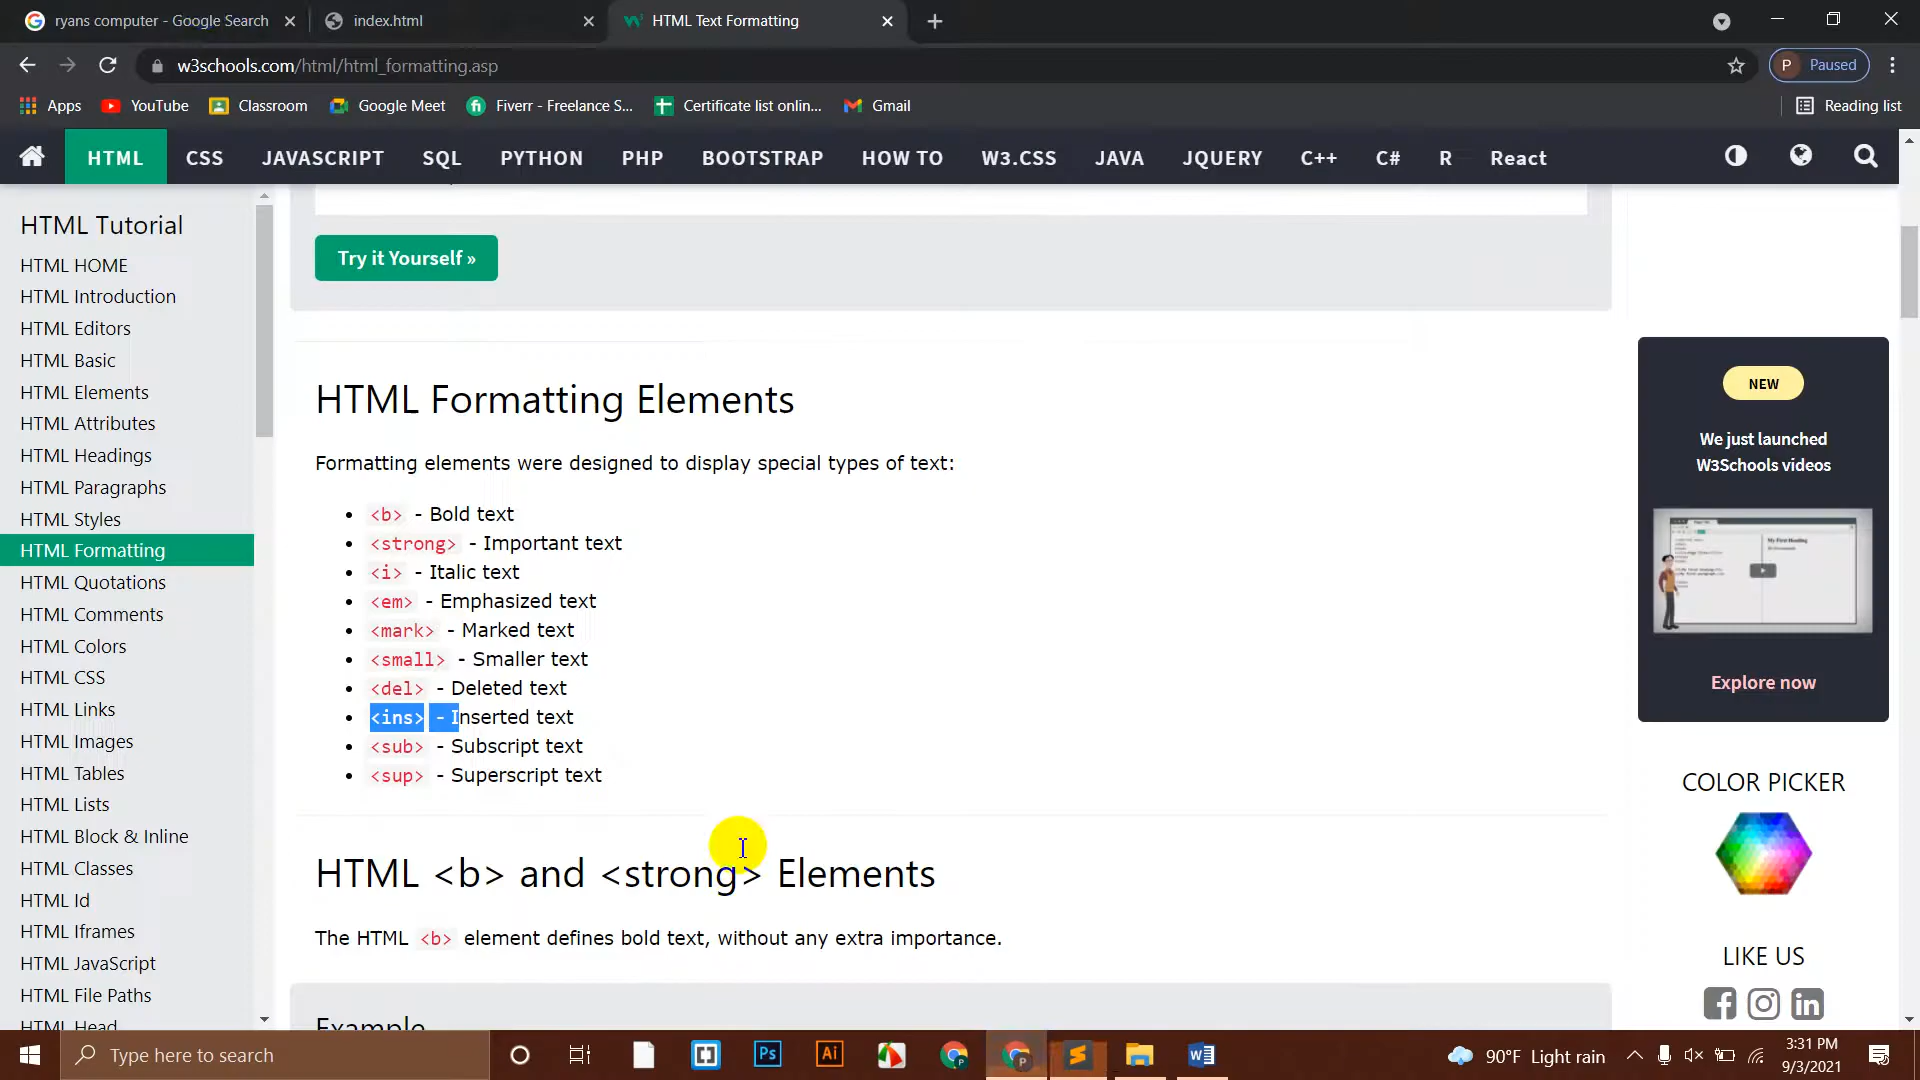 ryans computer - Google Search
index.html
HTML Text Formatting
w3schools.com/html/html_formatting.asp
P Paused
Apps
YouTube
Classroom
Google Meet
Fiverr - Freelance S...
Certificate list onlin...
Gmail
Reading list
HTML
CSS
JAVASCRIPT
SQL
PYTHON
PHP
BOOTSTRAP
HOW TO
W3.CSS
JAVA
JQUERY
C++
C#
R
React
HTML Tutorial
HTML HOME
HTML Introduction
HTML Editors
HTML Basic
HTML Elements
HTML Attributes
HTML Headings
HTML Paragraphs
HTML Styles
HTML Formatting
HTML Quotations
HTML Comments
HTML Colors
HTML CSS
HTML Links
HTML Images
HTML Tables
HTML Lists
HTML Block & Inline
HTML Classes
HTML Id
HTML Iframes
HTML JavaScript
HTML File Paths
HTML Head
Try it Yourself »
HTML Formatting Elements
Formatting elements were designed to display special types of text:
<b> - Bold text
<strong> - Important text
<i> - Italic text
<em> - Emphasized text
<mark> - Marked text
<small> - Smaller text
<del> - Deleted text
<ins> - Inserted text
<sub> - Subscript text
<sup> - Superscript text
HTML <b> and <strong> Elements
The HTML <b> element defines bold text, without any extra importance.
Example
NEW
We just launched
W3Schools videos
My First Heading
Explore now
COLOR PICKER
LIKE US
Type here to search
Ps
Ai
P
90°F Light rain
3:31 PM
9/3/2021